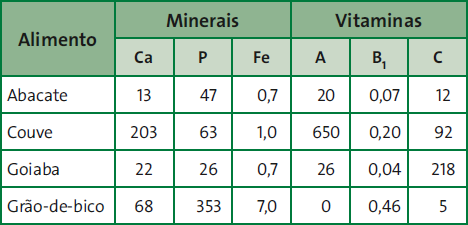 Alimento Minerais Vitaminas
Ca P Fe A B₁ C
Abacate 13 47 0,7 20 0,07 12
Couve 203 63 1,0 650 0,20 92
Goiaba 22 26 0,7 26 0,04 218
Grão-de-bico 68 353 7,0 0 0,46 5